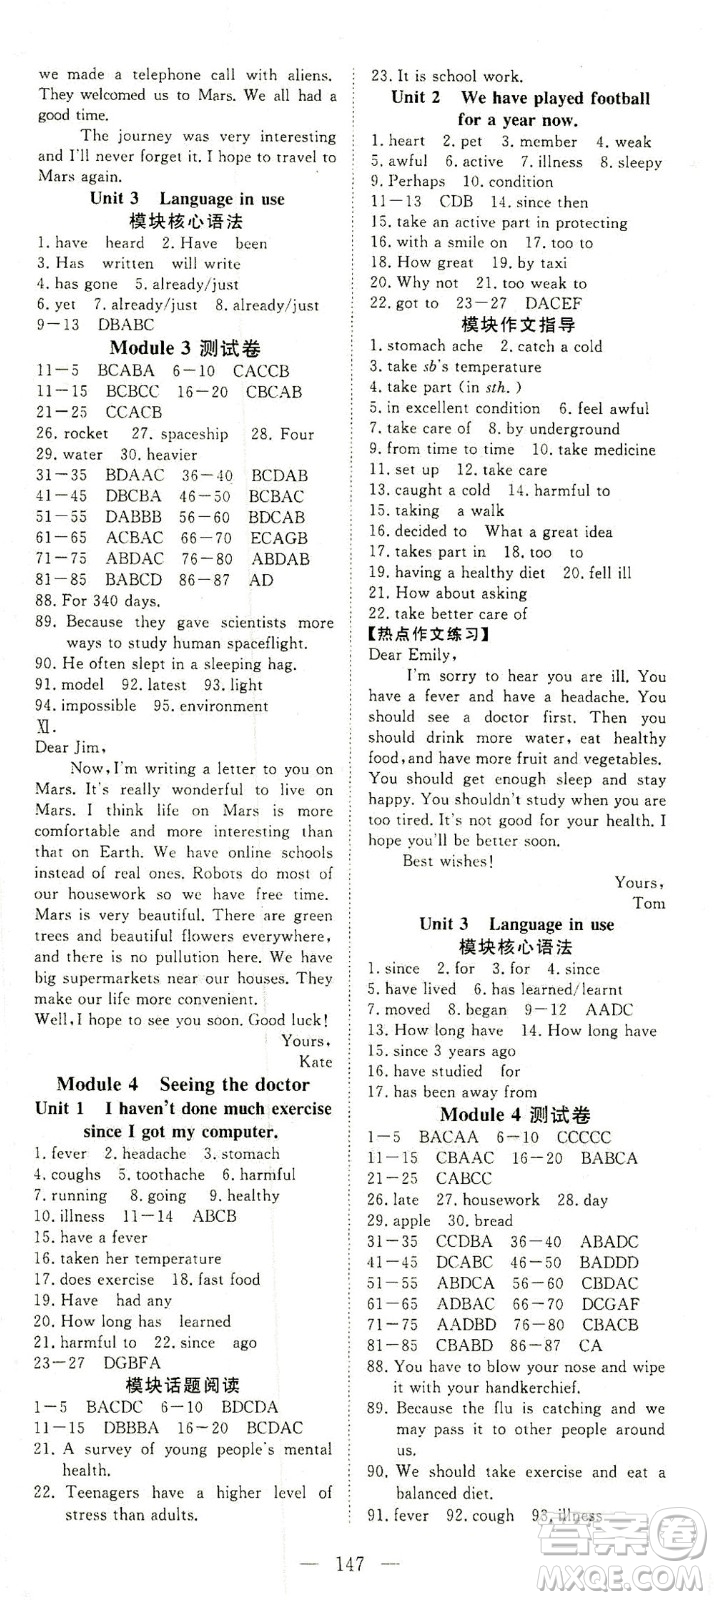 we made a telephone call with aliens.
They welcomed us to Mars. We all had a
good time.
The journey was very interesting
and I'll never forget it. I hope to travel to
Mars again.
Unit 3 Language in use
模块核心语法
1. have heard 2. Have been
3. Has written will write
4. has gone 5. already/just
6. yet 7. already/just 8. already/just
9—13 DBABC
Module 3 测试卷
11—5 BCABA 6—10 CACCB
11—15 BCBCC 16—20 CBCAB
21—25 CCACB
26. rocket 27. spaceship 28. Four
29. water 30. heavier
31—35 BDAAC 36—40 BCDAB
41—45 DBCBA 46—50 BCBAC
51—55 DABBB 56—60 BDCAB
61—65 ACBAC 66—70 ECAGB
71—75 ABDAC 76—80 ABDAC
81—85 BABCD 86—87 AD
88. For 340 days.
89. Because they gave scientists more
ways to study human spaceflight.
90. He often slept in a sleeping hag.
91. model 92. latest 93. light
94. impossible 95. environment
Ⅺ.
Dear Jim,
Now,I'm writing a letter to you on
Mars. It's really wonderful to live on
Mars. I think life on Mars is more
comfortable and more interesting than
that on Earth. We have online schools
instead of real ones. Robots do most of
our housework so we have free time.
Mars is very beautiful. There are green
trees and beautiful flowers everywhere,
and there is no pullution here. We have
big supermarkets near our houses. They
make our life more convenient.
Well,I hope to see you soon. Good luck!
Yours,
Kate
Module 4 Seeing the doctor
Unit 1 I haven't done much exercise
since I got my computer.
1. fever 2. headache 3. stomach
4. coughs 5. toothache 6. harmful
7. running 8. going 9. healthy
10. illness 11—14 ABCB
15. have a fever
16. taken her temperature
17. does exercise 18. fast food
19. Have had any
20. How long has learned
21. harmful to 22. since ago
23—27 DGBFA
模块话题阅读
1—5 BACDC 6—10 BDCDA
11—15 DBBBA 16—20 BCDAC
21. A survey of young people's mental
health.
22. Teenagers have a higher level of
stress than adults.
23. It is school work.
Unit 2 We have played football
for a year now.
1. heart 2. pet 3. member 4. weak
5. awful 6. active 7. illness 8. sleepy
9. Perhaps 10. condition
11—13 CDB 14. since then
15. take an active part in protecting
16. with a smile on 17. too to
18. How great 19. by taxi
20. Why not 21. too weak to
22. got to 23—27 DACEF
模块作文指导
1. stomach ache 2. catch a cold
3. take sb's temperature
4. take part (in sth.)
5. in excellent condition 6. feel awful
7. take care of 8. by underground
9. from time to time 10. take medicine
11. set up 12. take care
13. caught a cold 14. harmful to
15. taking a walk
16. decided to What a great idea
17. takes part in 18. too to
19. having a healthy diet 20. fell ill
21. How about asking
22. take better care of
【热点作文练习】
Dear Emily,
I'm sorry to hear you are ill. You
have a fever and have a headache. You
should see a doctor first. Then you
should drink more water, eat healthy
food,and have more fruit and vegetables.
You should get enough sleep and stay
happy. You shouldn't study when you are
too tired. It's not good for your health. I
hope you'll be better soon.
Best wishes!
Yours,
Tom
Unit 3 Language in use
模块核心语法
1. since 2. for 3. for 4. since
5. have lived 6. has learned/learnt
7. moved 8. began 9—12 AADC
13. How long have 14. How long have
15. since 3 years ago
16. have studied for
17. has been away from
Module 4 测试卷
1—5 BACAA 6—10 CCCCC
11—15 CBAAC 16—20 BABCA
21—25 CABCC
26. late 27. housework 28. day
29. apple 30. bread
31—35 CCDBA 36—40 ABADC
41—45 DCABC 46—50 BADDD
51—55 ABDCA 56—60 CBDAC
61—65 ADBAC 66—70 DCGAF
71—75 CCADB 76—80 CBACB
81—85 CBABD 86—87 CA
88. You have to blow your nose and wipe
it with your handkerchief.
89. Because the flu is contagious and we
may pass it to other people around
us.
90. We should take exercise and eat a
balanced diet.
91. fever 92. cough 93. illness
— 147 —
答案圈
MXQE.COM